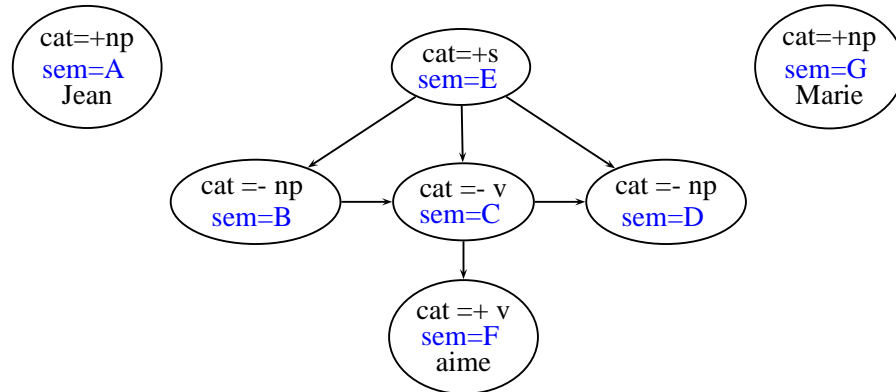 cat=+np
sem=A
Jean
cat=+s
sem=E
cat=+np
sem=G
Marie
cat =- np
sem=B
cat =- v
sem=C
cat =- np
sem=D
cat =+ v
sem=F
aime